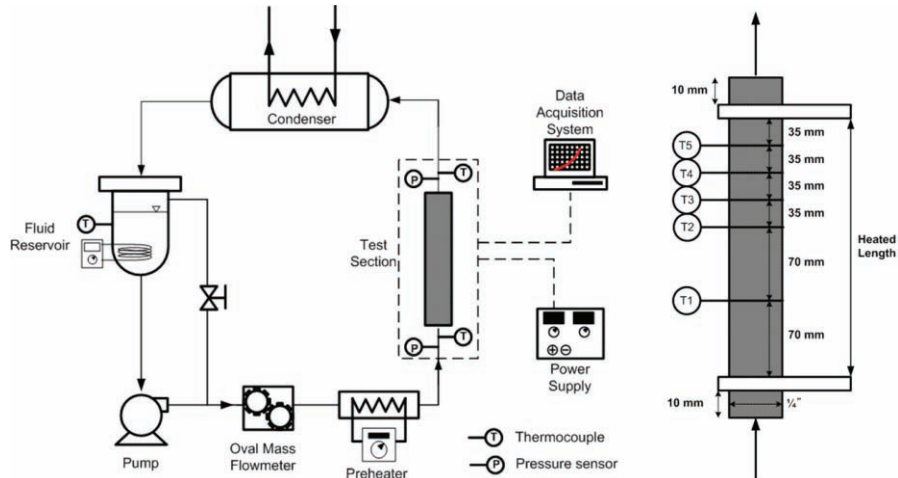 Condenser
Data
Acquisition
System
T
Fluid
Reservoir
P
T
Test
Section
P
T
Power
Supply
Pump
Oval Mass
Flowmeter
Preheater
T
Thermocouple
P
Pressure sensor
10 mm
35 mm
T5
35 mm
T4
35 mm
T3
35 mm
T2
70 mm
Heated
Length
T1
70 mm
10 mm
¼"